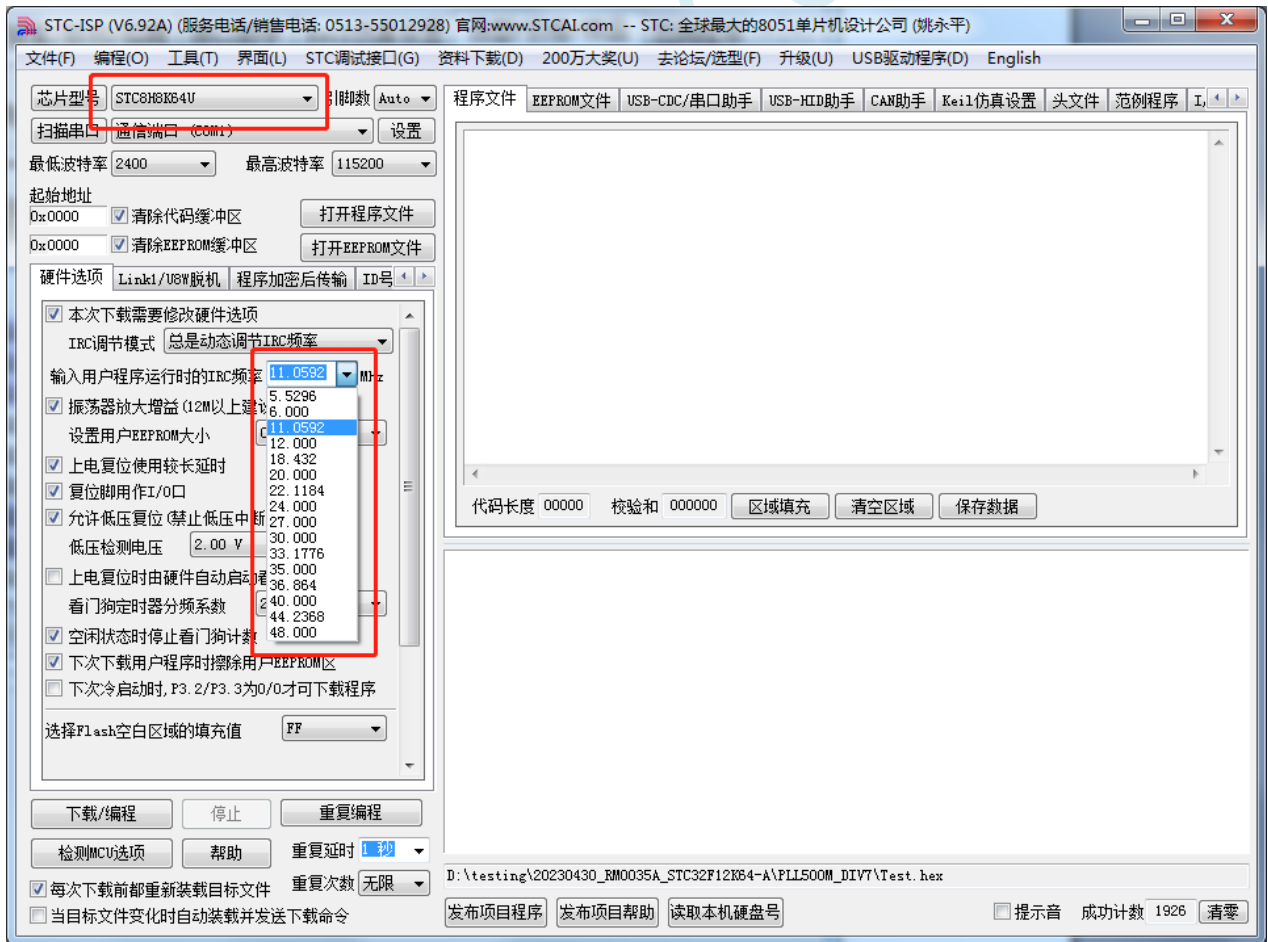 STC-ISP (V6.92A) (服务电话/销售电话: 0513-55012928) 官网:www.STCAI.com -- STC: 全球最大的8051单片机设计公司 (姚永平)
文件(F) 编程(O) 工具(T) 界面(L) STC调试接口(G) 资料下载(D) 200万大奖(U) 去论坛/选型(F) 升级(U) USB驱动程序(D) English
芯片型号 STC8H8K64U 引脚数 Auto
扫描串口 通信端口 (COM1) 设置
最低波特率 2400 最高波特率 115200
起始地址
0x0000 清除代码缓冲区 打开程序文件
0x0000 清除EEPROM缓冲区 打开EEPROM文件
硬件选项 Link1/U8W脱机 程序加密后传输 ID号
本次下载需要修改硬件选项
IRC调节模式 总是动态调节IRC频率
输入用户程序运行时的IRC频率 11.0592 MHz
振荡器放大增益(12M以上建议
设置用户EEPROM大小
上电复位使用较长延时
复位脚用作I/O口
允许低压复位(禁止低压中断
低压检测电压 2.00 V
上电复位时由硬件自动启动看
看门狗定时器分频系数 2
空闲状态时停止看门狗计数
下次下载用户程序时擦除用户EEPROM区
下次冷启动时, P3.2/P3.3为0/0才可下载程序
选择Flash空白区域的填充值 FF
5.5296
6.000
11.0592
12.000
18.432
20.000
22.1184
24.000
27.000
30.000
33.1776
35.000
36.864
40.000
44.2368
48.000
下载/编程 停止 重复编程
检测MCU选项 帮助 重复延时 1 秒
每次下载前都重新装载目标文件 重复次数 无限
当目标文件变化时自动装载并发送下载命令
程序文件 EEPROM文件 USB-CDC/串口助手 USB-HID助手 CAN助手 Keil仿真设置 头文件 范例程序 I,
代码长度 00000 校验和 000000 区域填充 清空区域 保存数据
D:\testing\20230430_RM0035A_STC32F12K64-A\PLL500M_DIV7\Test.hex
发布项目程序 发布项目帮助 读取本机硬盘号 提示音 成功计数 1926 清零